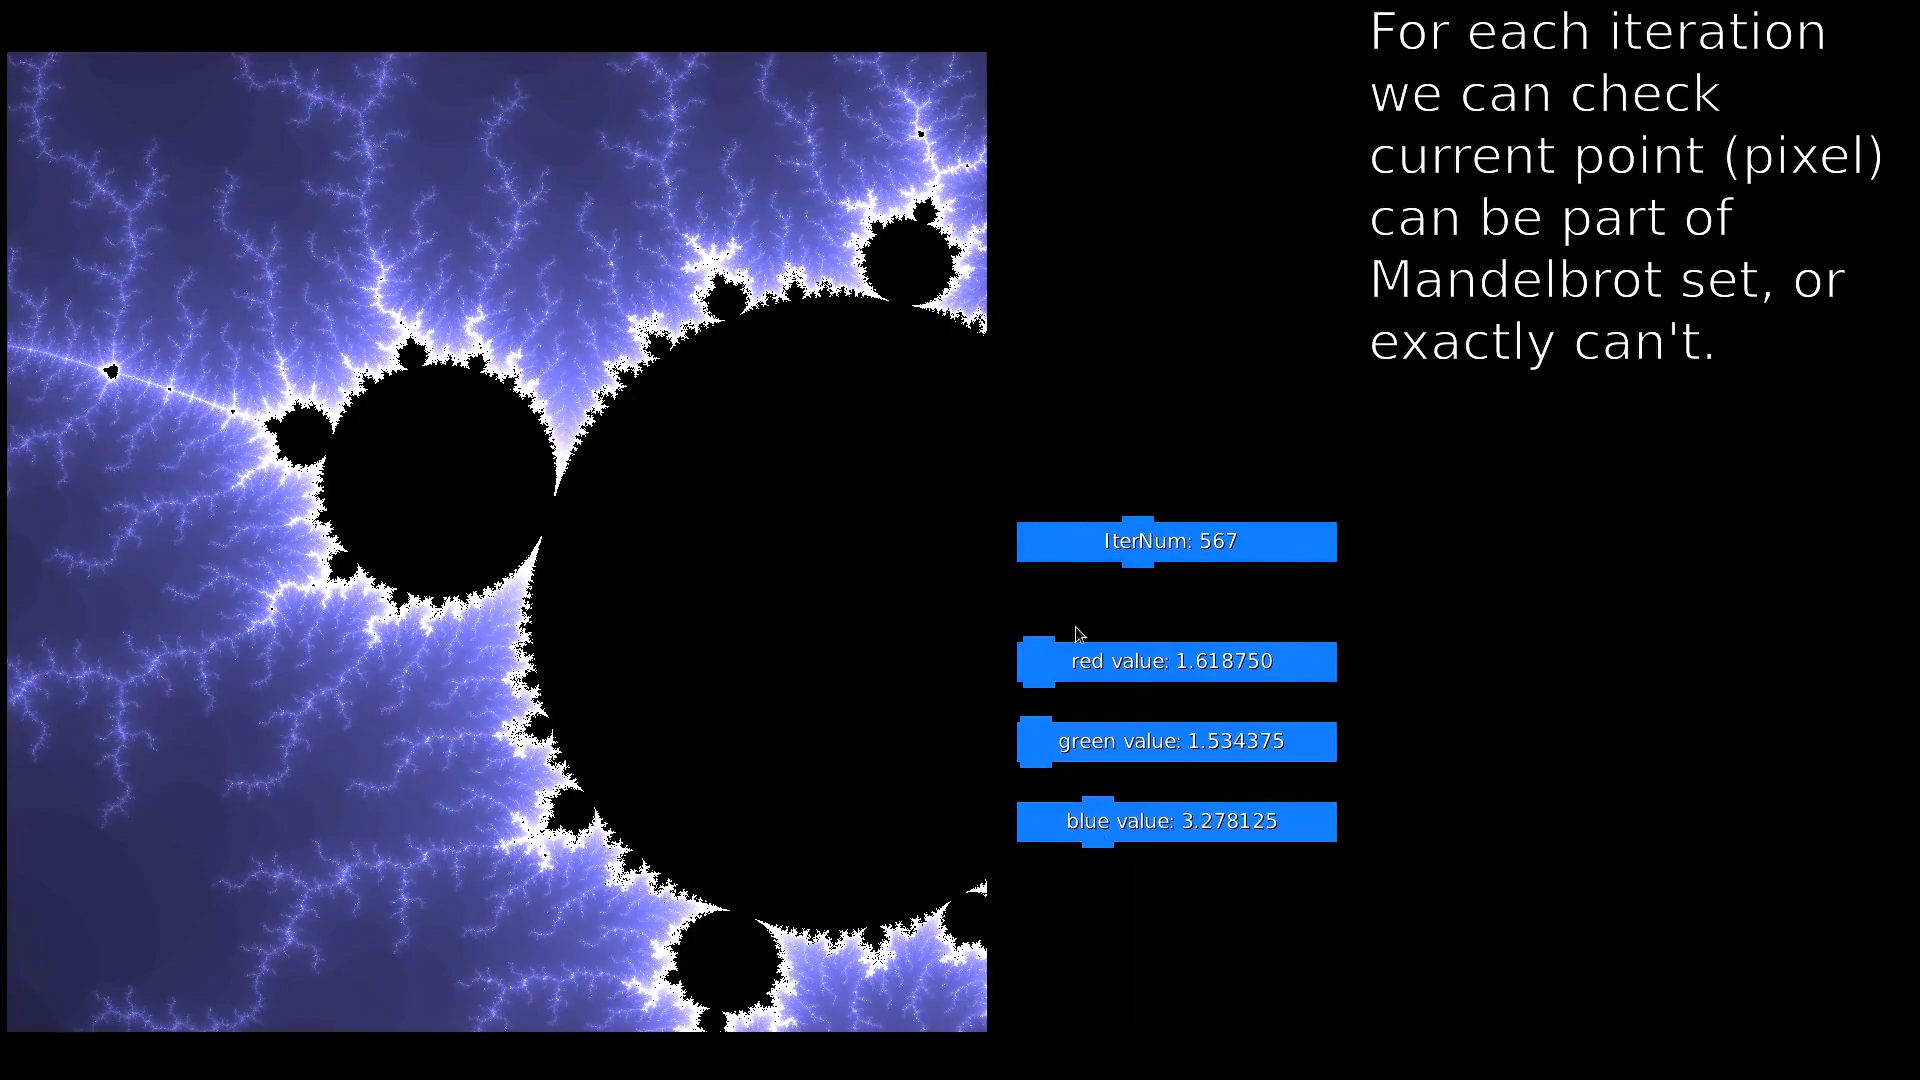 For each iteration
we can check
current point (pixel)
can be part of
Mandelbrot set, or
exactly can't.
IterNum: 567
red value: 1.618750
green value: 1.534375
blue value: 3.278125